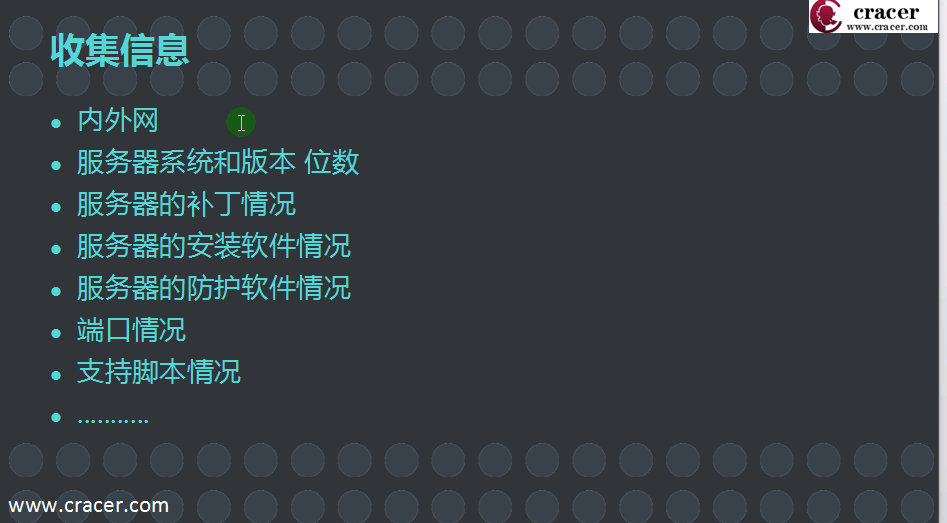 cracer
www.cracer.com
收集信息
内外网
服务器系统和版本 位数
服务器的补丁情况
服务器的安装软件情况
服务器的防护软件情况
端口情况
支持脚本情况
...........
www.cracer.com